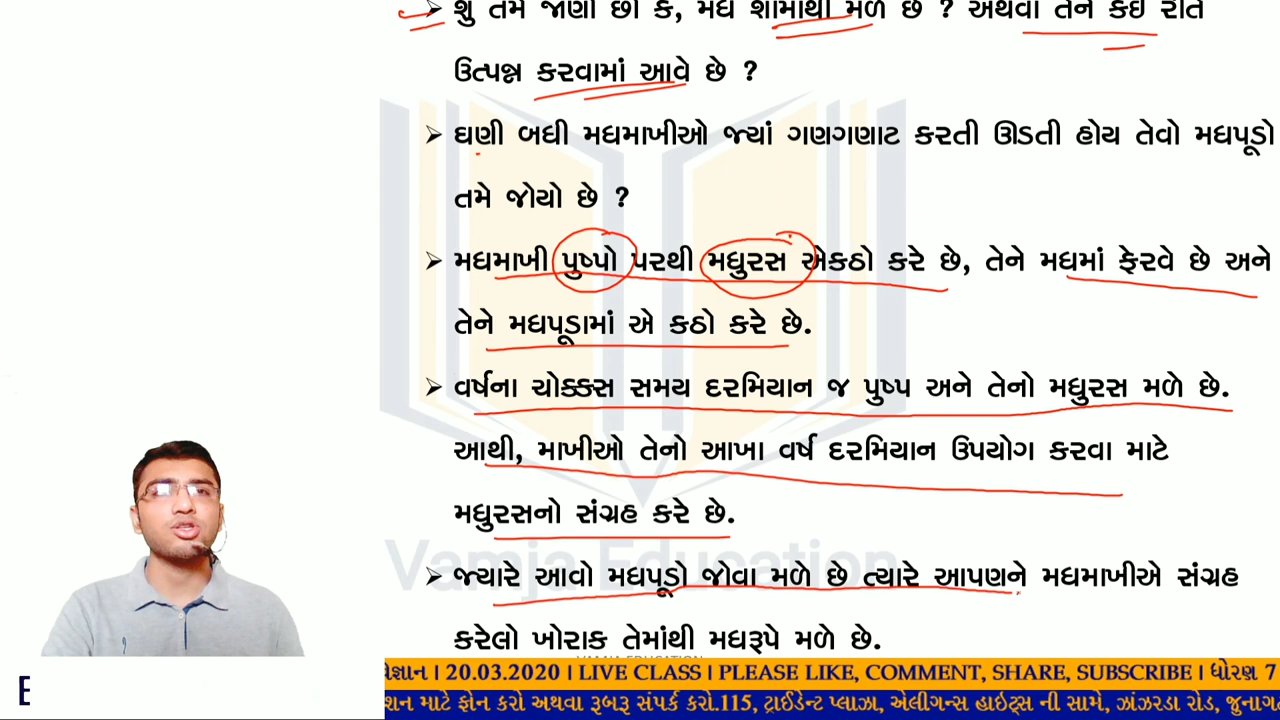 શું તમે જાણો છો કે, મધ શામાંથી મળે છે ? અથવા તેને કઈ રીતે
ઉત્પન્ન કરવામાં આવે છે ?
ઘણી બધી મધમાખીઓ જ્યાં ગણગણાટ કરતી ઊડતી હોય તેવો મધપૂડો
તમે જોયો છે ?
મધમાખી પુષ્પો પરથી મધુરસ એકઠો કરે છે, તેને મધમાં ફેરવે છે અને
તેને મધપૂડામાં એ કઠો કરે છે.
વર્ષના ચોક્ક્સ સમય દરમિયાન જ પુષ્પ અને તેનો મધુરસ મળે છે.
આથી, માખીઓ તેનો આખા વર્ષ દરમિયાન ઉપયોગ કરવા માટે
મધુરસનો સંગ્રહ કરે છે.
Vamja Education
જ્યારે આવો મધપૂડો જોવા મળે છે ત્યારે આપણને મધમાખીએ સંગ્રહ
કરેલો ખોરાક તેમાંથી મધરૂપે મળે છે.
20.03.2020 | LIVE CLASS | PLEASE LIKE, COMMENT, SHARE, SUBSCRIBE | ધોરણ 7
માટે ફોન કરો અથવા રૂબરૂ સંપર્ક કરો.115, ટ્રાઈડેન્ટ પ્લાઝા, એલીગન્સ હાઇટ્સ ની સામે, ઝાંઝરડા રોડ,
E